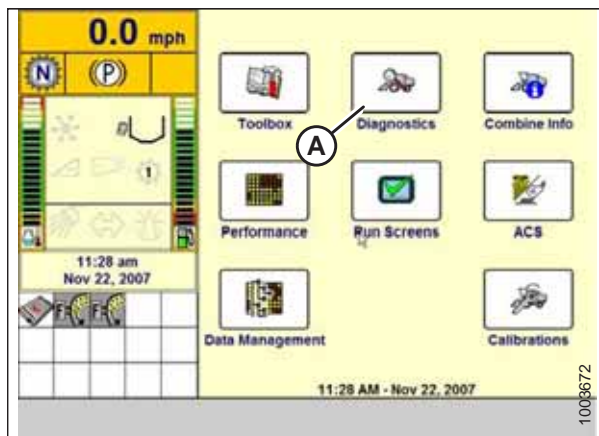 0.0 mph
N
(P)
1
11:28 am
Nov 22, 2007
Toolbox
Diagnostics
Combine Info
A
Performance
Run Screens
ACS
Data Management
Calibrations
11:28 AM - Nov 22, 2007
1003672